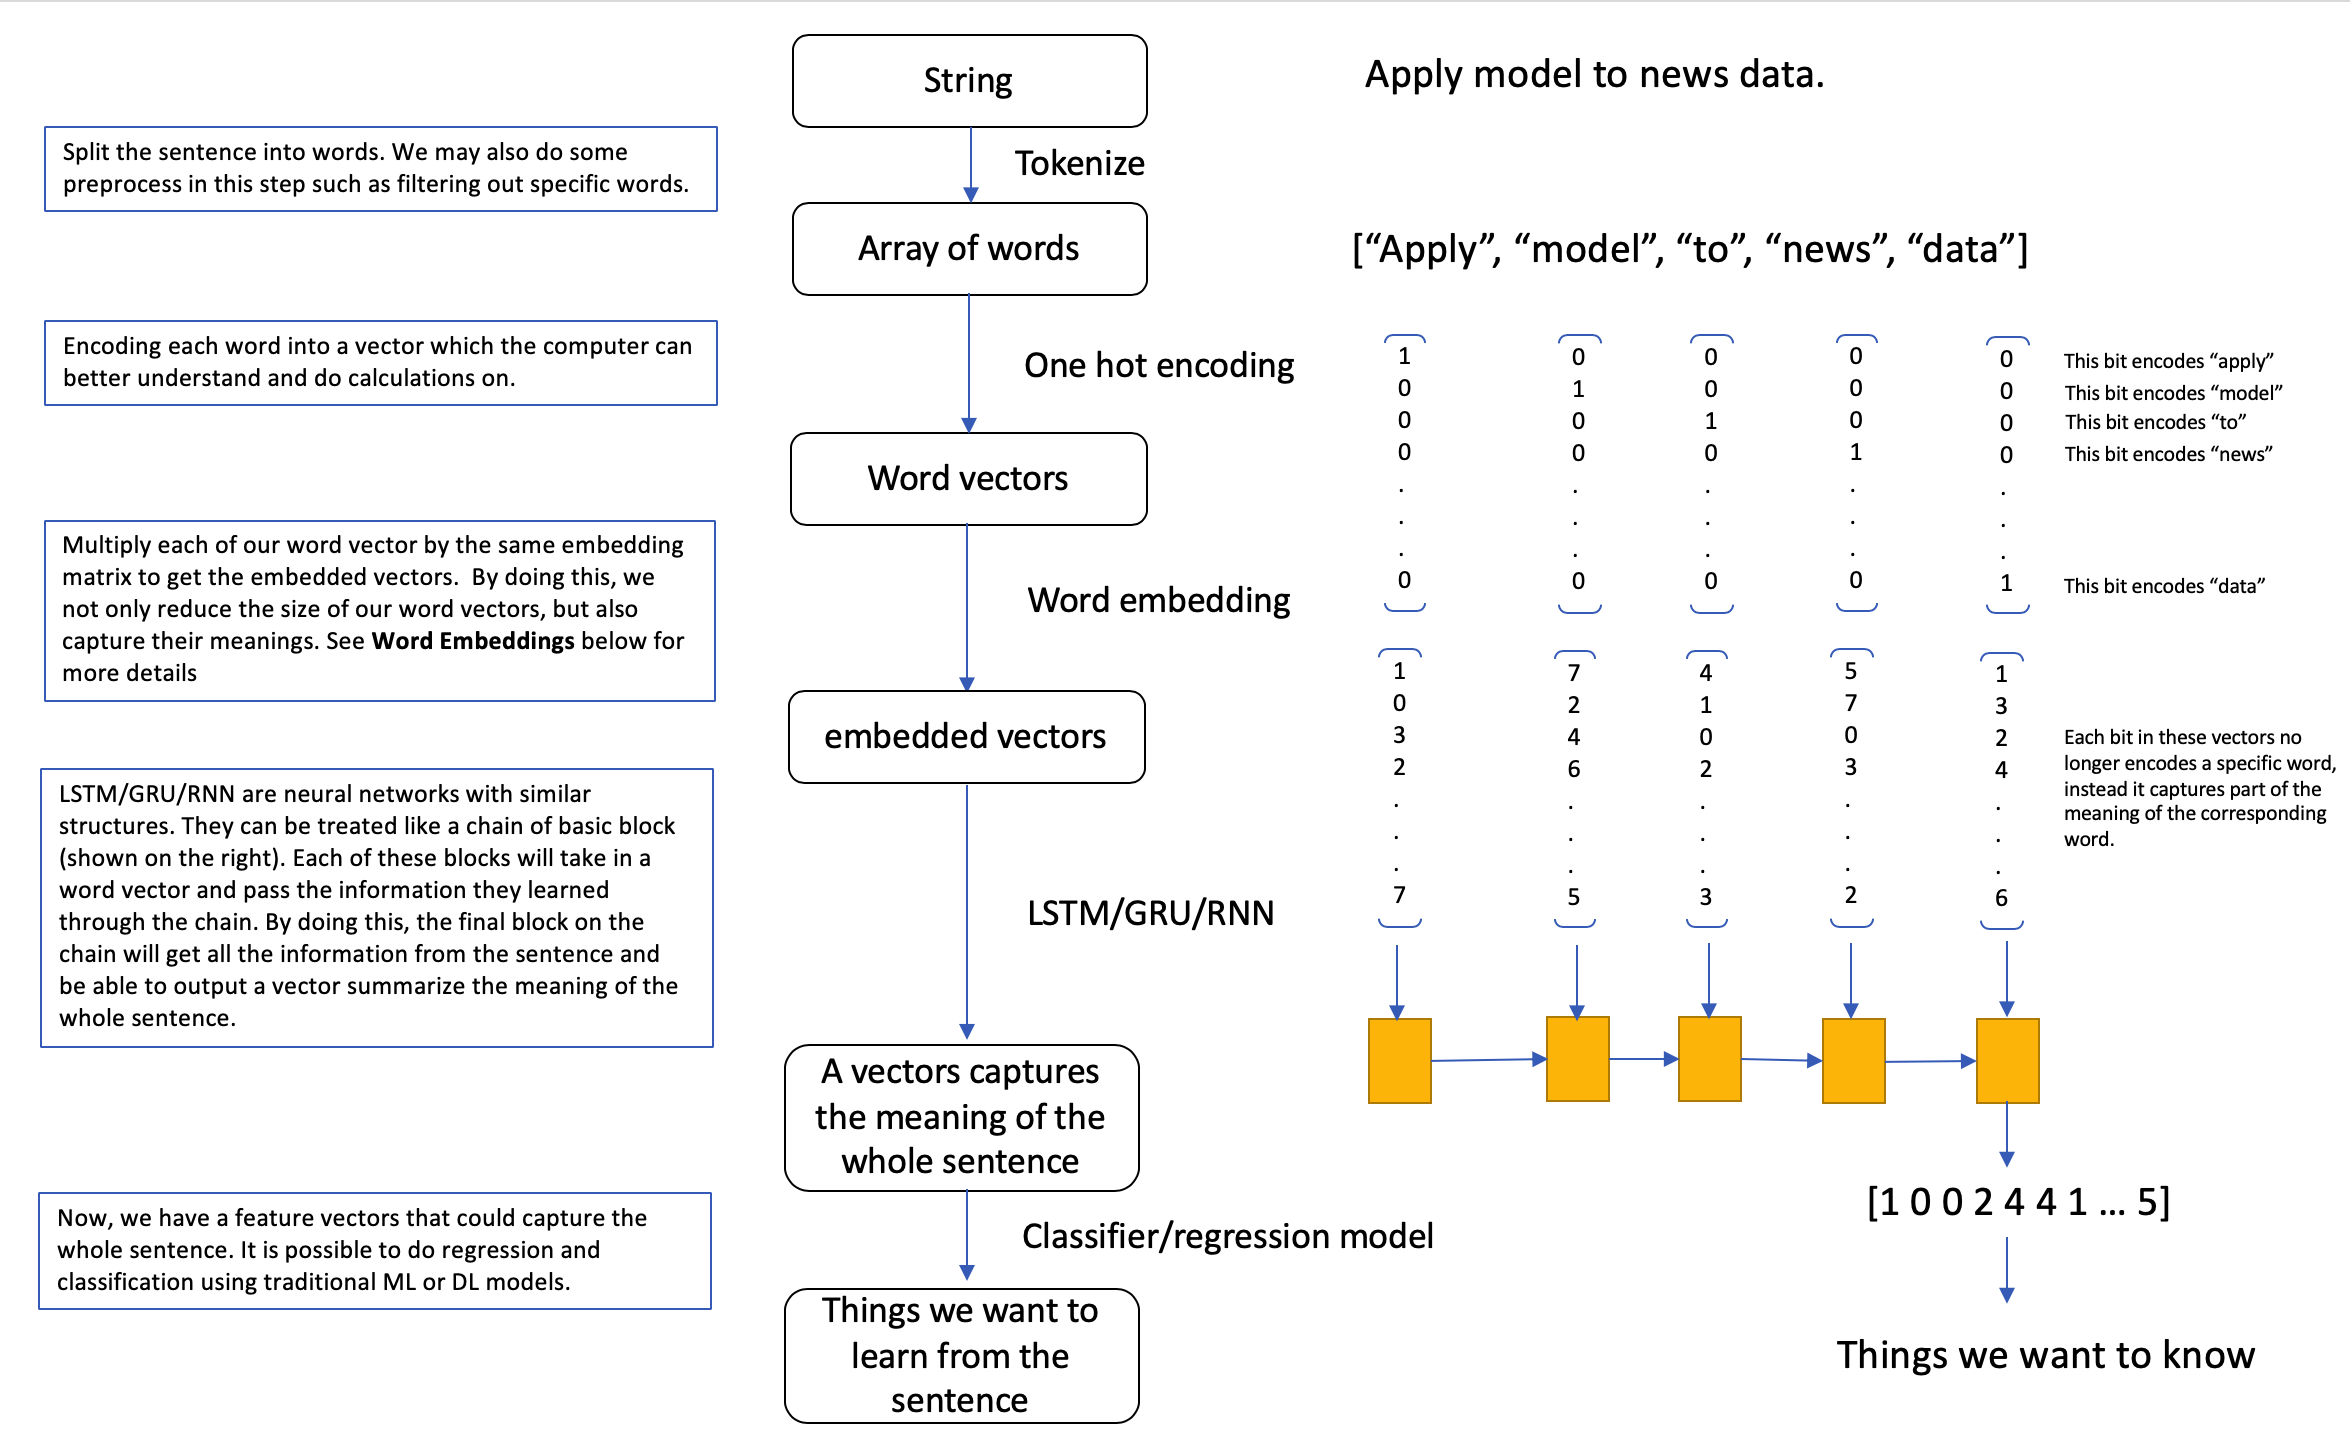 String
Apply model to news data.
Split the sentence into words. We may also do some
preprocess in this step such as filtering out specific words.
Tokenize
Array of words
[“Apply”, “model”, “to”, “news”, “data”]
Encoding each word into a vector which the computer can
better understand and do calculations on.
One hot encoding
1 0 0 0 0 This bit encodes “apply”
0 1 0 0 0 This bit encodes “model”
0 0 1 0 0 This bit encodes “to”
0 0 0 1 0 This bit encodes “news”
. . . . .
. . . . .
. . . . .
0 0 0 0 1 This bit encodes “data”
Word vectors
Multiply each of our word vector by the same embedding
matrix to get the embedded vectors.  By doing this, we
not only reduce the size of our word vectors, but also
capture their meanings. See Word Embeddings below for
more details
Word embedding
embedded vectors
1 7 4 5 1
0 2 1 7 3
3 4 0 0 2
2 6 2 3 4
. . . . .
. . . . .
. . . . .
7 5 3 2 6
Each bit in these vectors no
longer encodes a specific word,
instead it captures part of the
meaning of the corresponding
word.
LSTM/GRU/RNN are neural networks with similar
structures. They can be treated like a chain of basic block
(shown on the right). Each of these blocks will take in a
word vector and pass the information they learned
through the chain. By doing this, the final block on the
chain will get all the information from the sentence and
be able to output a vector summarize the meaning of the
whole sentence.
LSTM/GRU/RNN
A vectors captures
the meaning of the
whole sentence
[1 0 0 2 4 4 1 … 5]
Now, we have a feature vectors that could capture the
whole sentence. It is possible to do regression and
classification using traditional ML or DL models.
Classifier/regression model
Things we want to
learn from the
sentence
Things we want to know